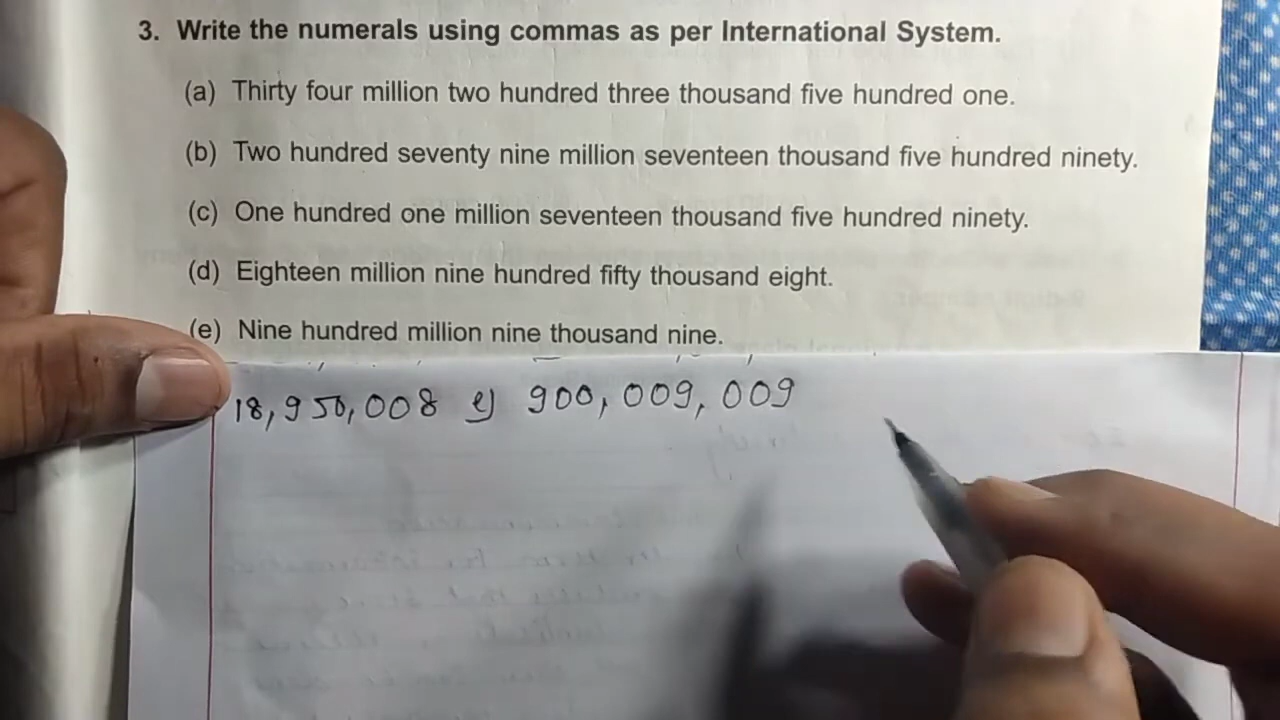 3. Write the numerals using commas as per International System.
(a) Thirty four million two hundred three thousand five hundred one.
(b) Two hundred seventy nine million seventeen thousand five hundred ninety.
(c) One hundred one million seventeen thousand five hundred ninety.
(d) Eighteen million nine hundred fifty thousand eight.
(e) Nine hundred million nine thousand nine.
18,950,008 e) 900,009,009